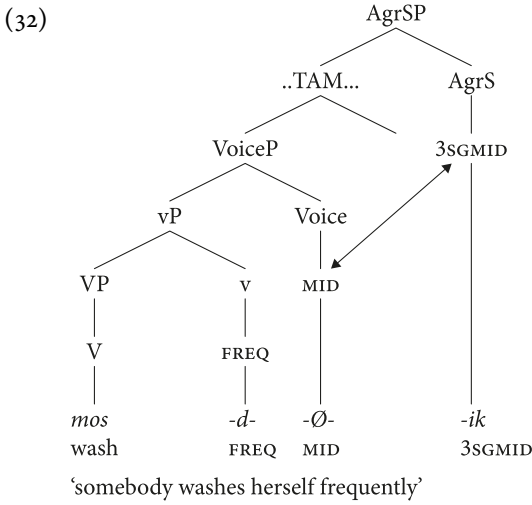 (32) AgrSP
..TAM... AgrS
VoiceP 3SGMID
vP Voice
VP v MID
V FREQ
mos -d- -Ø- -ik
wash FREQ MID 3SGMID
‘somebody washes herself frequently’